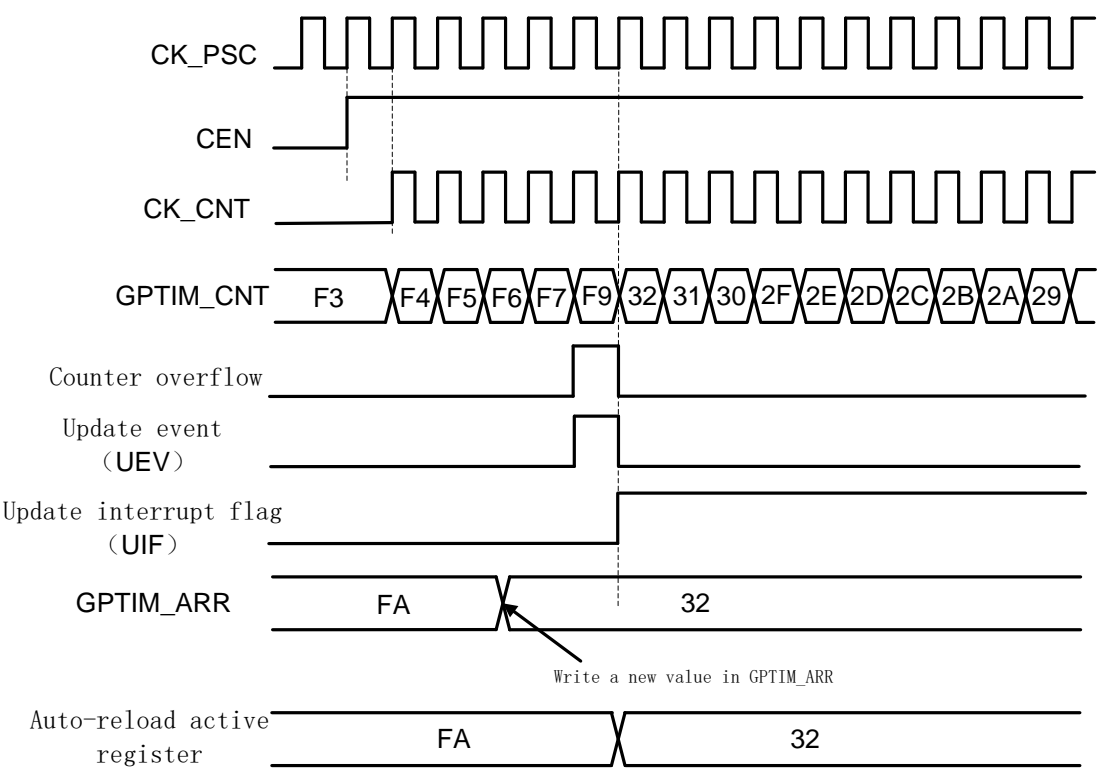 CK_PSC
CEN
CK_CNT
GPTIM_CNT F3 F4 F5 F6 F7 F9 32 31 30 2F 2E 2D 2C 2B 2A 29
Counter overflow
Update event
（UEV）
Update interrupt flag
（UIF）
GPTIM_ARR FA 32
Write a new value in GPTIM_ARR
Auto-reload active
register FA 32